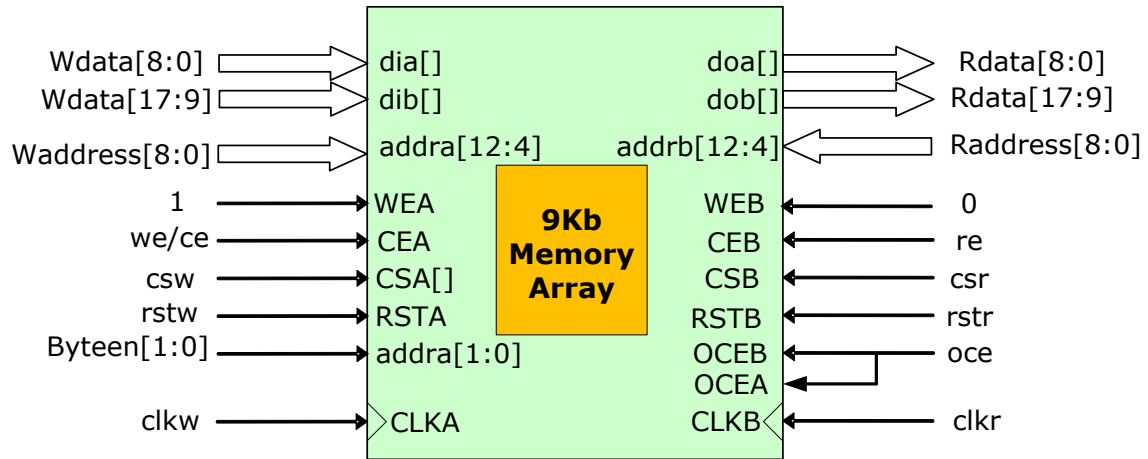 Wdata[8:0] dia[] doa[] Rdata[8:0]
Wdata[17:9] dib[] dob[] Rdata[17:9]
Waddress[8:0] addra[12:4] addrb[12:4] Raddress[8:0]
1 WEA WEB 0
we/ce CEA CEB re
csw CSA[] CSB csr
rstw RSTA RSTB rstr
Byteen[1:0] addra[1:0] OCEB oce
OCEA
clkw CLKA CLKB clkr
9Kb
Memory
Array